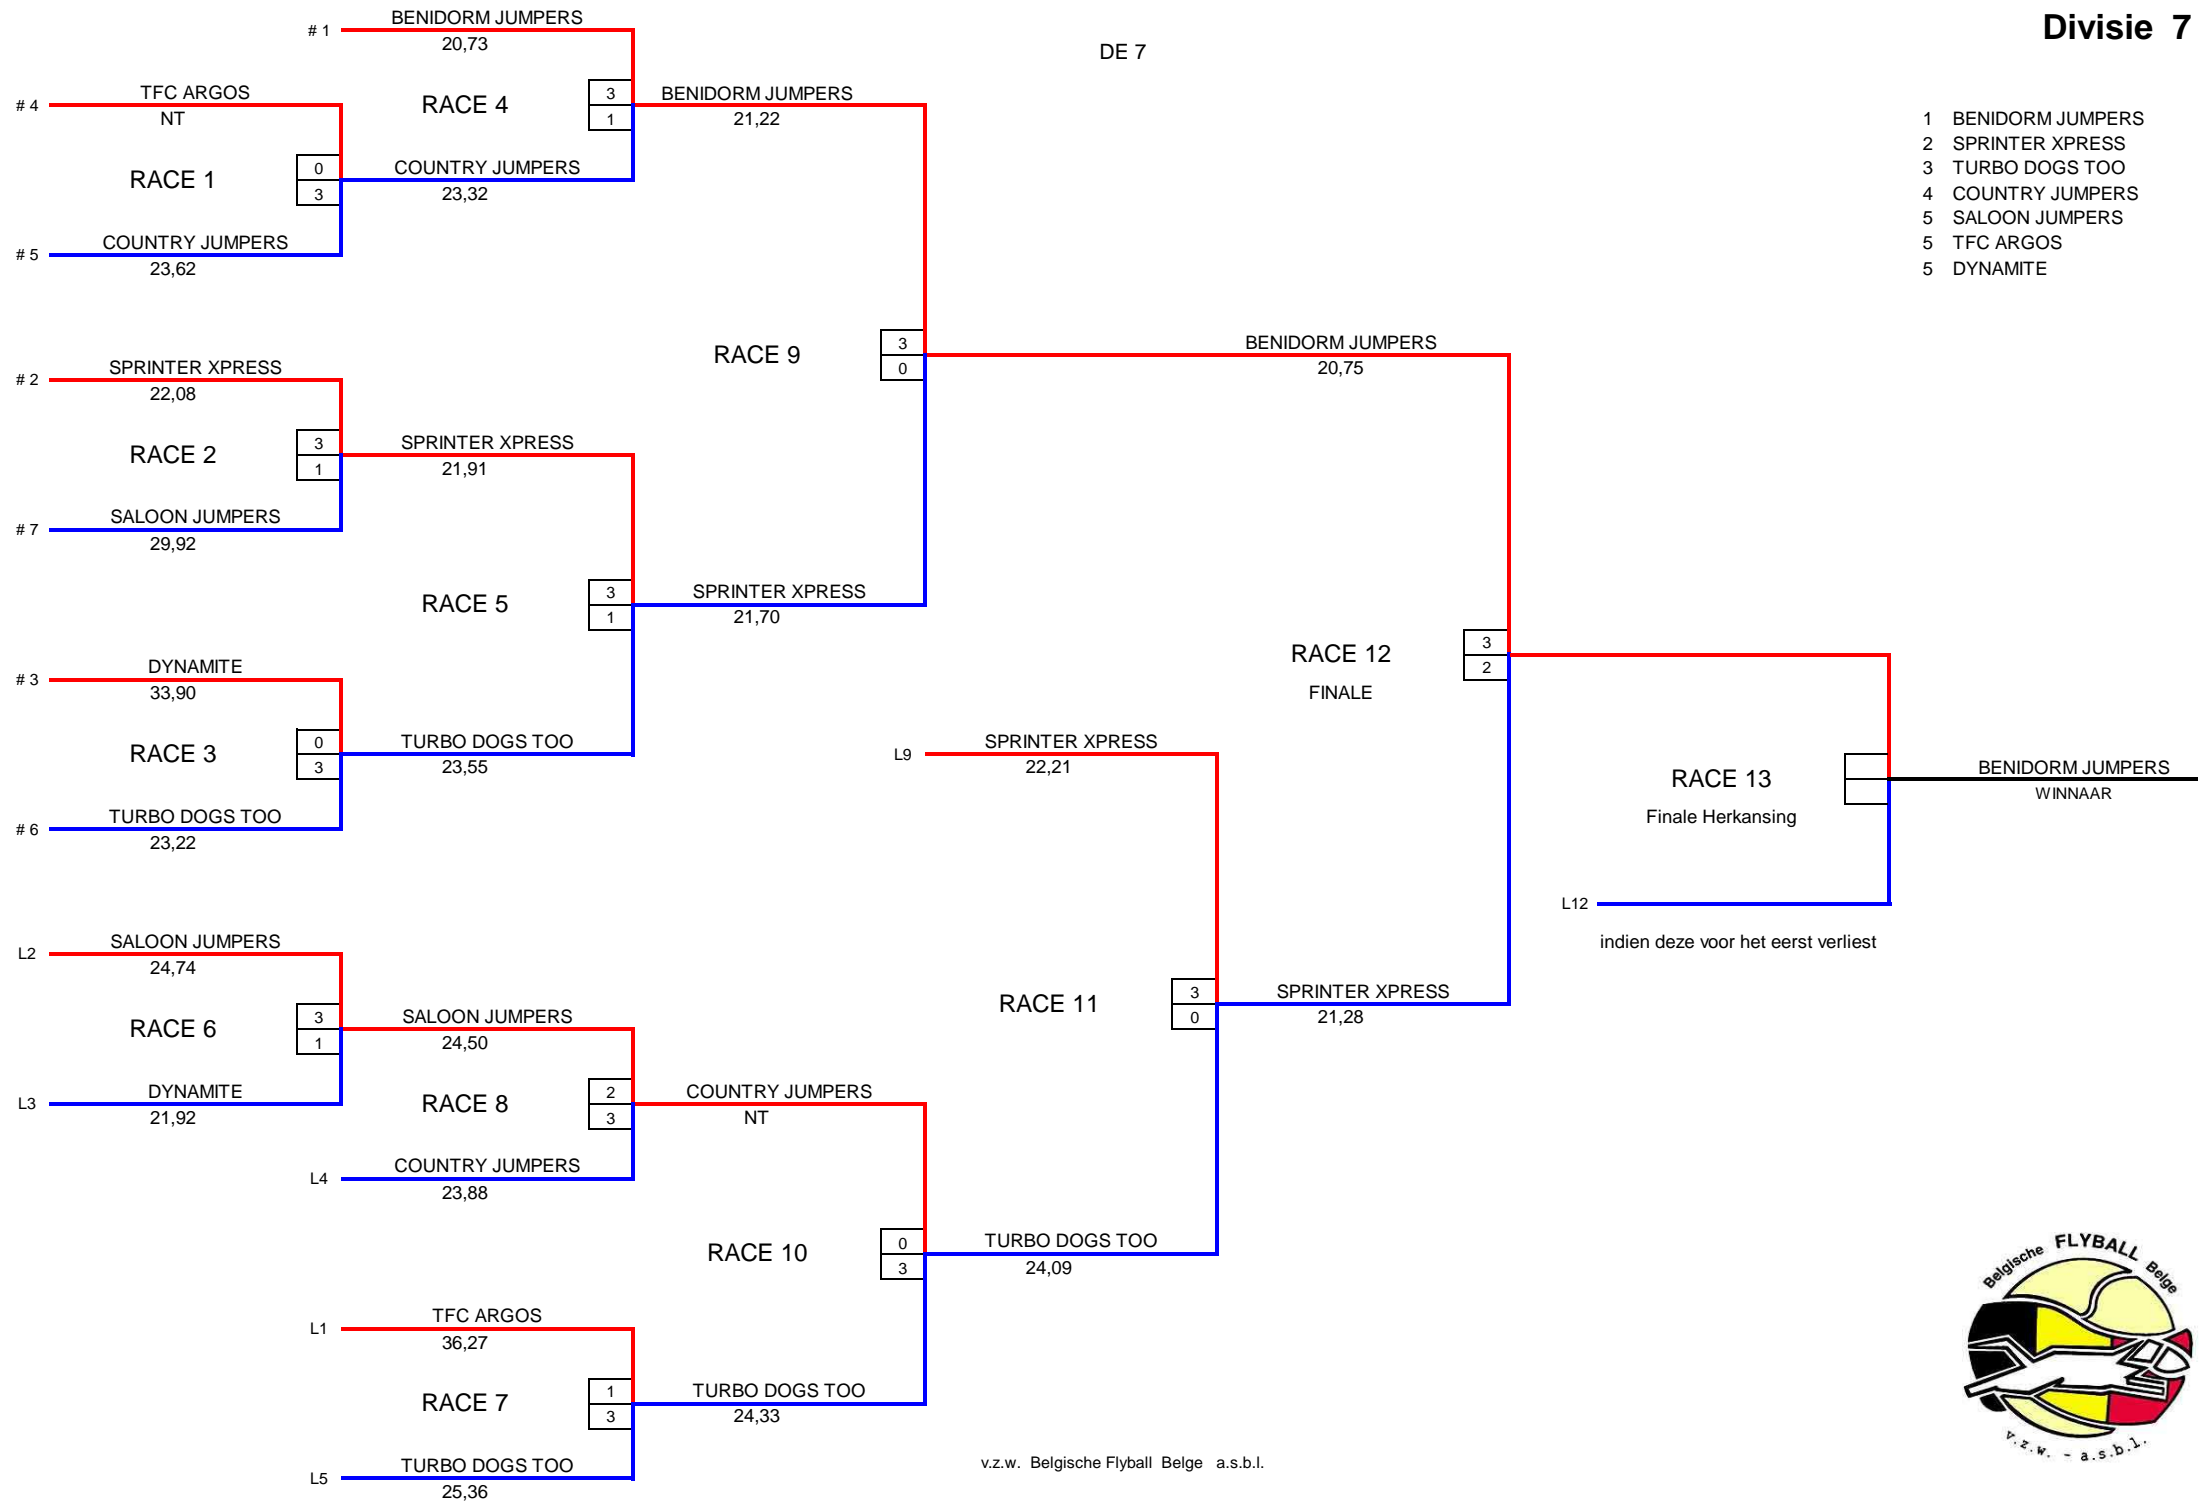 Divisie 7
DE 7
1 BENIDORM JUMPERS
2 SPRINTER XPRESS
3 TURBO DOGS TOO
4 COUNTRY JUMPERS
5 SALOON JUMPERS
5 TFC ARGOS
5 DYNAMITE
# 1 BENIDORM JUMPERS
20,73
# 4 TFC ARGOS
NT
RACE 4
3
1
BENIDORM JUMPERS
21,22
RACE 1
0
3
COUNTRY JUMPERS
23,32
# 5 COUNTRY JUMPERS
23,62
RACE 9
3
0
BENIDORM JUMPERS
20,75
# 2 SPRINTER XPRESS
22,08
RACE 2
3
1
SPRINTER XPRESS
21,91
# 7 SALOON JUMPERS
29,92
RACE 5
3
1
SPRINTER XPRESS
21,70
# 3 DYNAMITE
33,90
RACE 3
0
3
TURBO DOGS TOO
23,55
# 6 TURBO DOGS TOO
23,22
RACE 12
FINALE
3
2
L9 SPRINTER XPRESS
22,21
RACE 13
Finale Herkansing
BENIDORM JUMPERS
WINNAAR
L12
indien deze voor het eerst verliest
L2 SALOON JUMPERS
24,74
RACE 6
3
1
SALOON JUMPERS
24,50
L3 DYNAMITE
21,92
RACE 8
2
3
COUNTRY JUMPERS
NT
L4 COUNTRY JUMPERS
23,88
RACE 11
3
0
SPRINTER XPRESS
21,28
RACE 10
0
3
TURBO DOGS TOO
24,09
L1 TFC ARGOS
36,27
RACE 7
1
3
TURBO DOGS TOO
24,33
L5 TURBO DOGS TOO
25,36
v.z.w. Belgische Flyball Belge a.s.b.l.
Belgische FLYBALL Belge
v.z.w. - a.s.b.l.